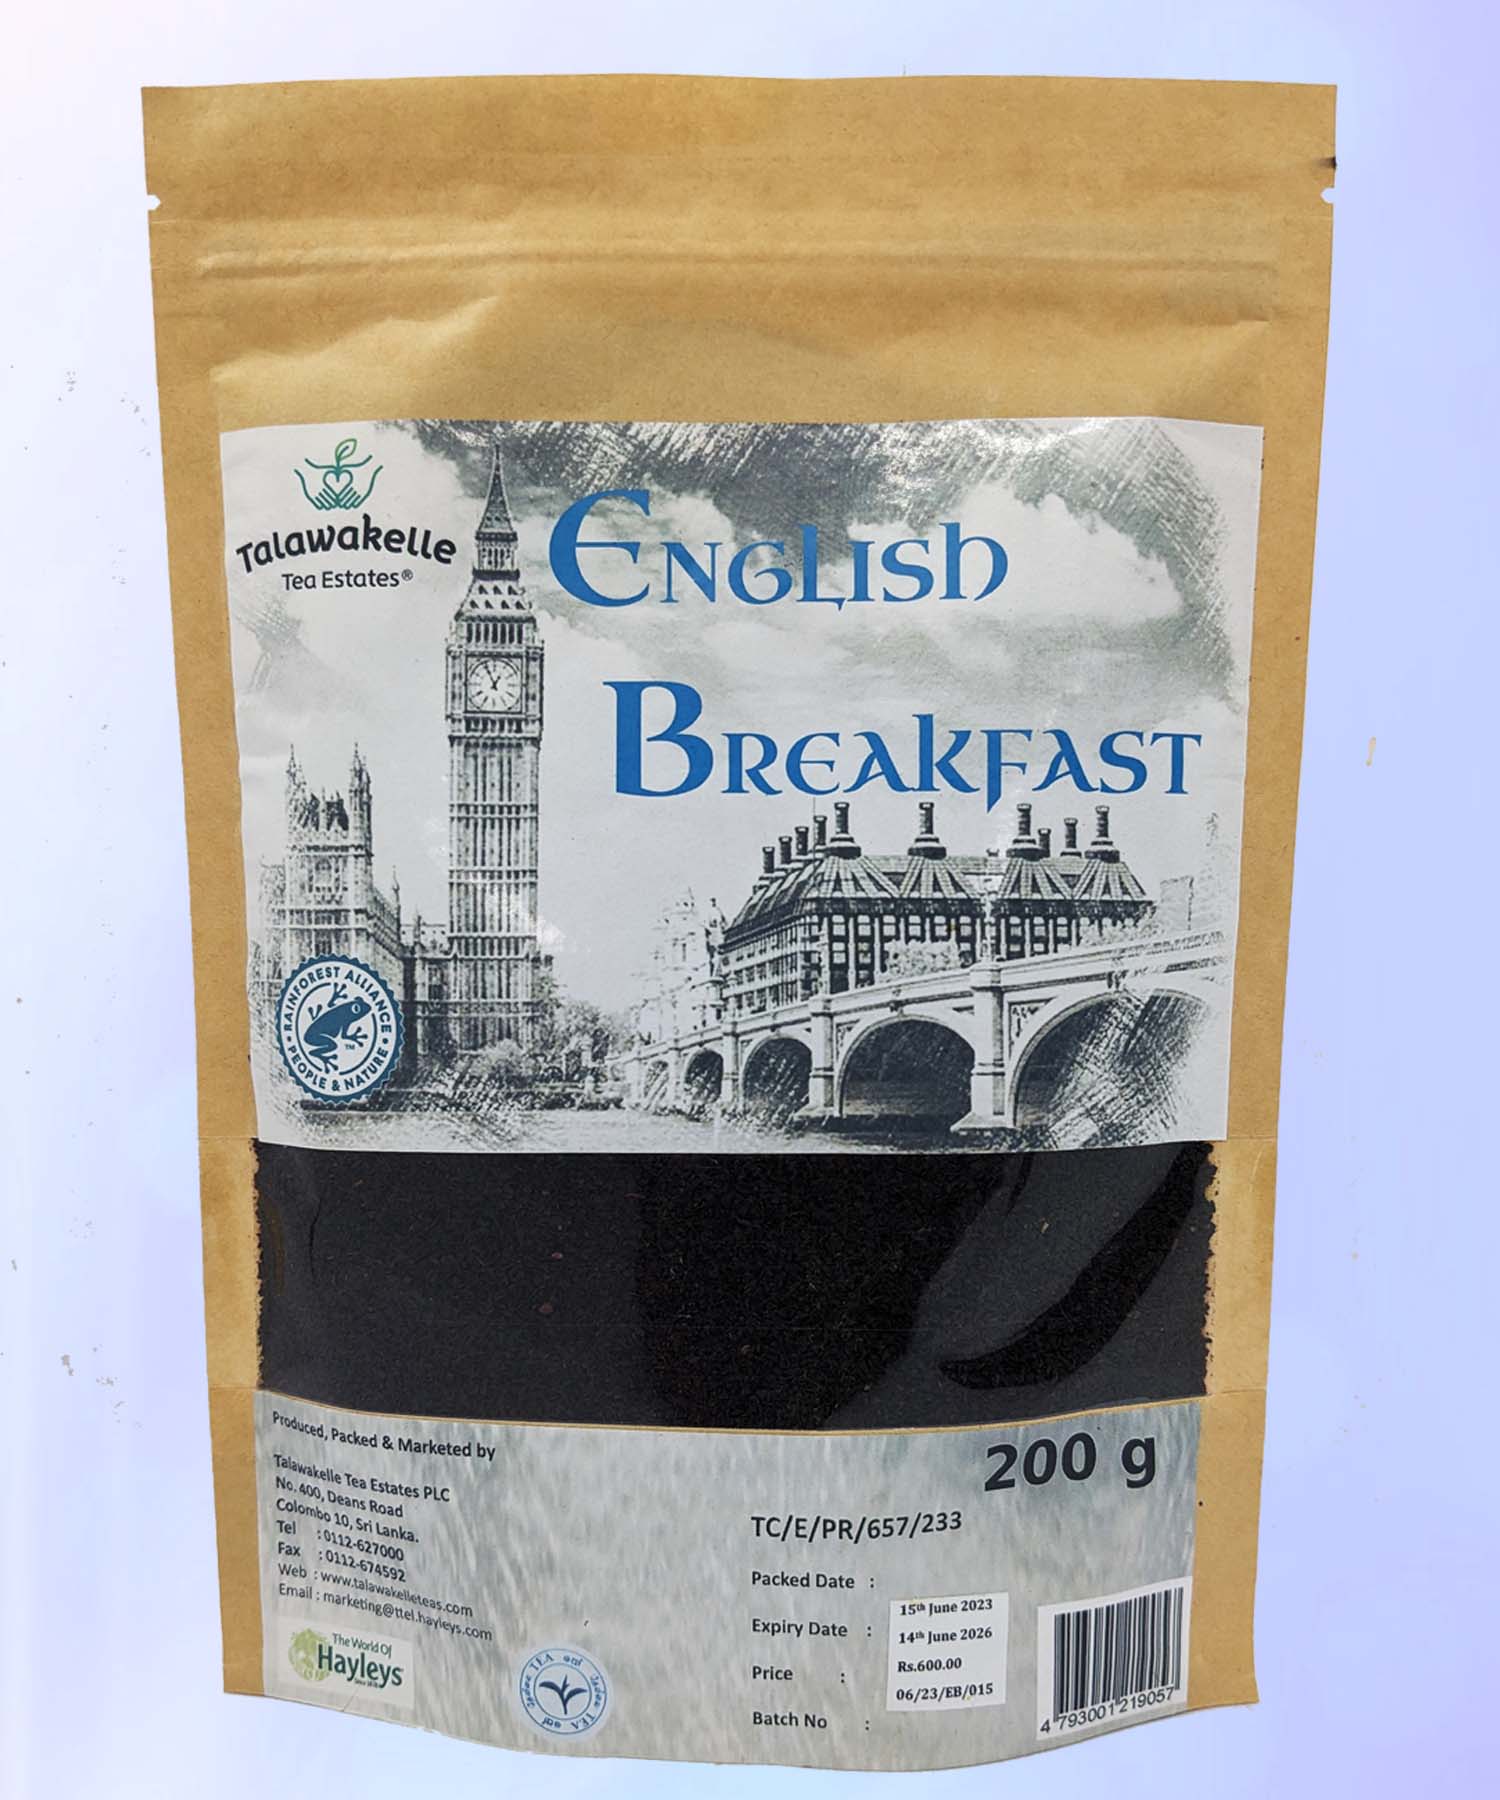 Talawakelle
Tea Estates®
English
Breakfast
RAINFOREST ALLIANCE
PEOPLE & NATURE
TM
Produced, Packed & Marketed by
Talawakelle Tea Estates PLC
No. 400, Deans Road
Colombo 10, Sri Lanka.
Tel : 0112-627000
Fax : 0112-674592
Web : www.talawakelleteas.com
Email : marketing@ttel.hayleys.com
The World Of
Hayleys
TEA
TEA
200 g
TC/E/PR/657/233
Packed Date :
Expiry Date :
Price :
Batch No :
15th June 2023
14th June 2026
Rs.600.00
06/23/EB/015
4 793001 219057